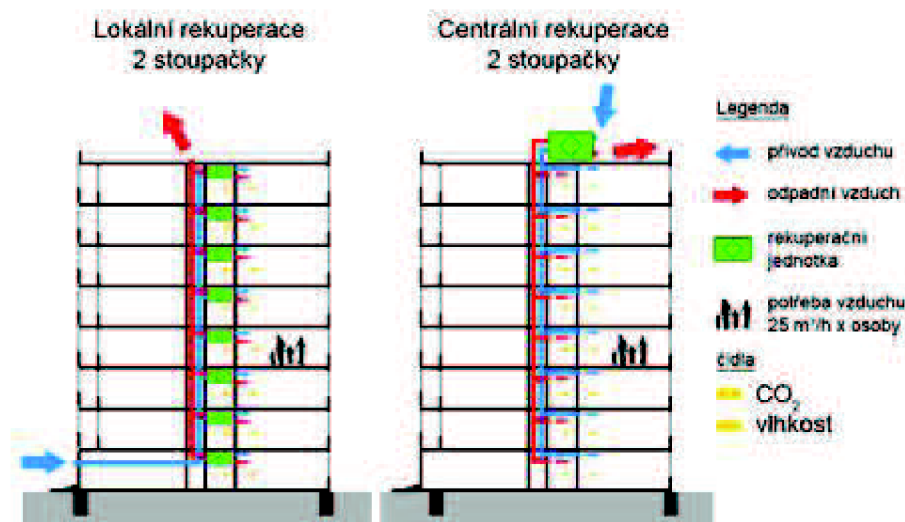 Lokální rekuperace
2 stoupačky
Centrální rekuperace
2 stoupačky
Legenda
přívod vzduchu
odpadní vzduch
rekuperační
jednotka
potřeba vzduchu
25 m³/h x osoby
čidla
CO₂
vlhkost